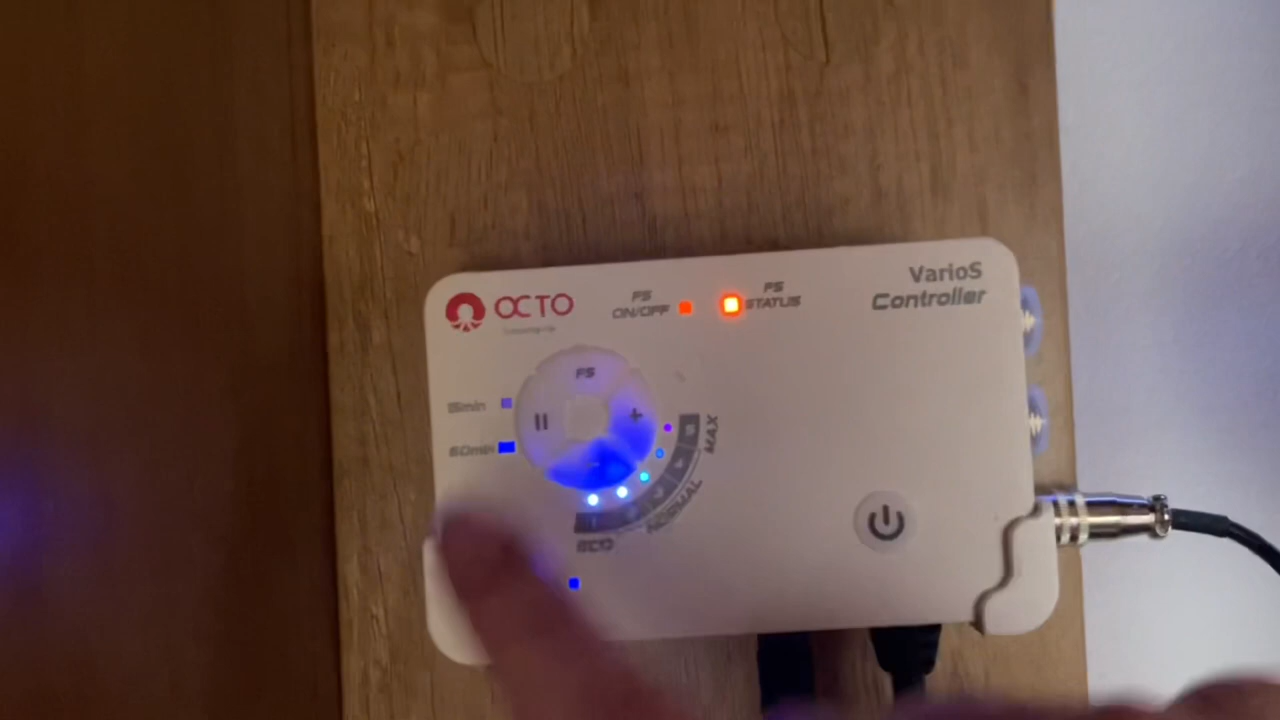 OCTO
FS
ON/OFF
FS
STATUS
VarioS
Controller
FS
15min
60min
+
-
MAX
NORMAL
ECO